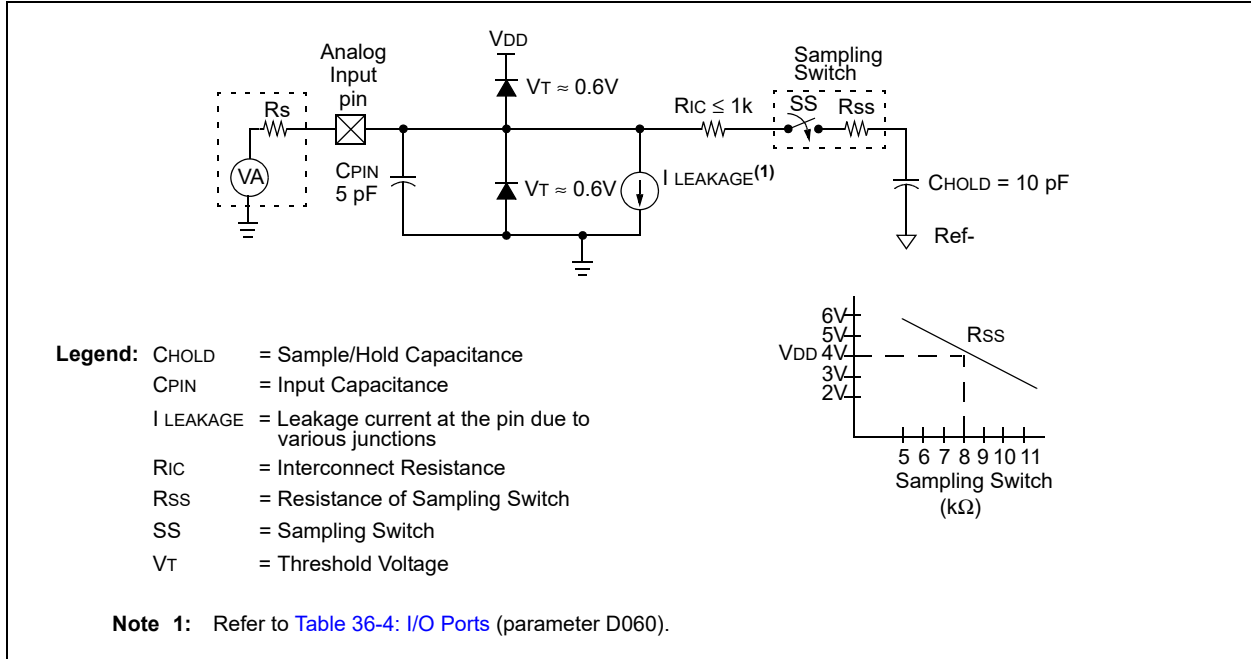 VDD
Analog
Input
pin
Sampling
Switch
VT ≈ 0.6V
RIC ≤ 1k
SS
Rss
Rs
VA
CPIN
5 pF
VT ≈ 0.6V
I LEAKAGE(1)
CHOLD = 10 pF
Ref-
6V
5V
VDD 4V
3V
2V
RSS
5 6 7 8 9 10 11
Sampling Switch
(kΩ)
Legend: CHOLD = Sample/Hold Capacitance
CPIN = Input Capacitance
I LEAKAGE = Leakage current at the pin due to
various junctions
RIC = Interconnect Resistance
RSS = Resistance of Sampling Switch
SS = Sampling Switch
VT = Threshold Voltage
Note 1: Refer to Table 36-4: I/O Ports (parameter D060).